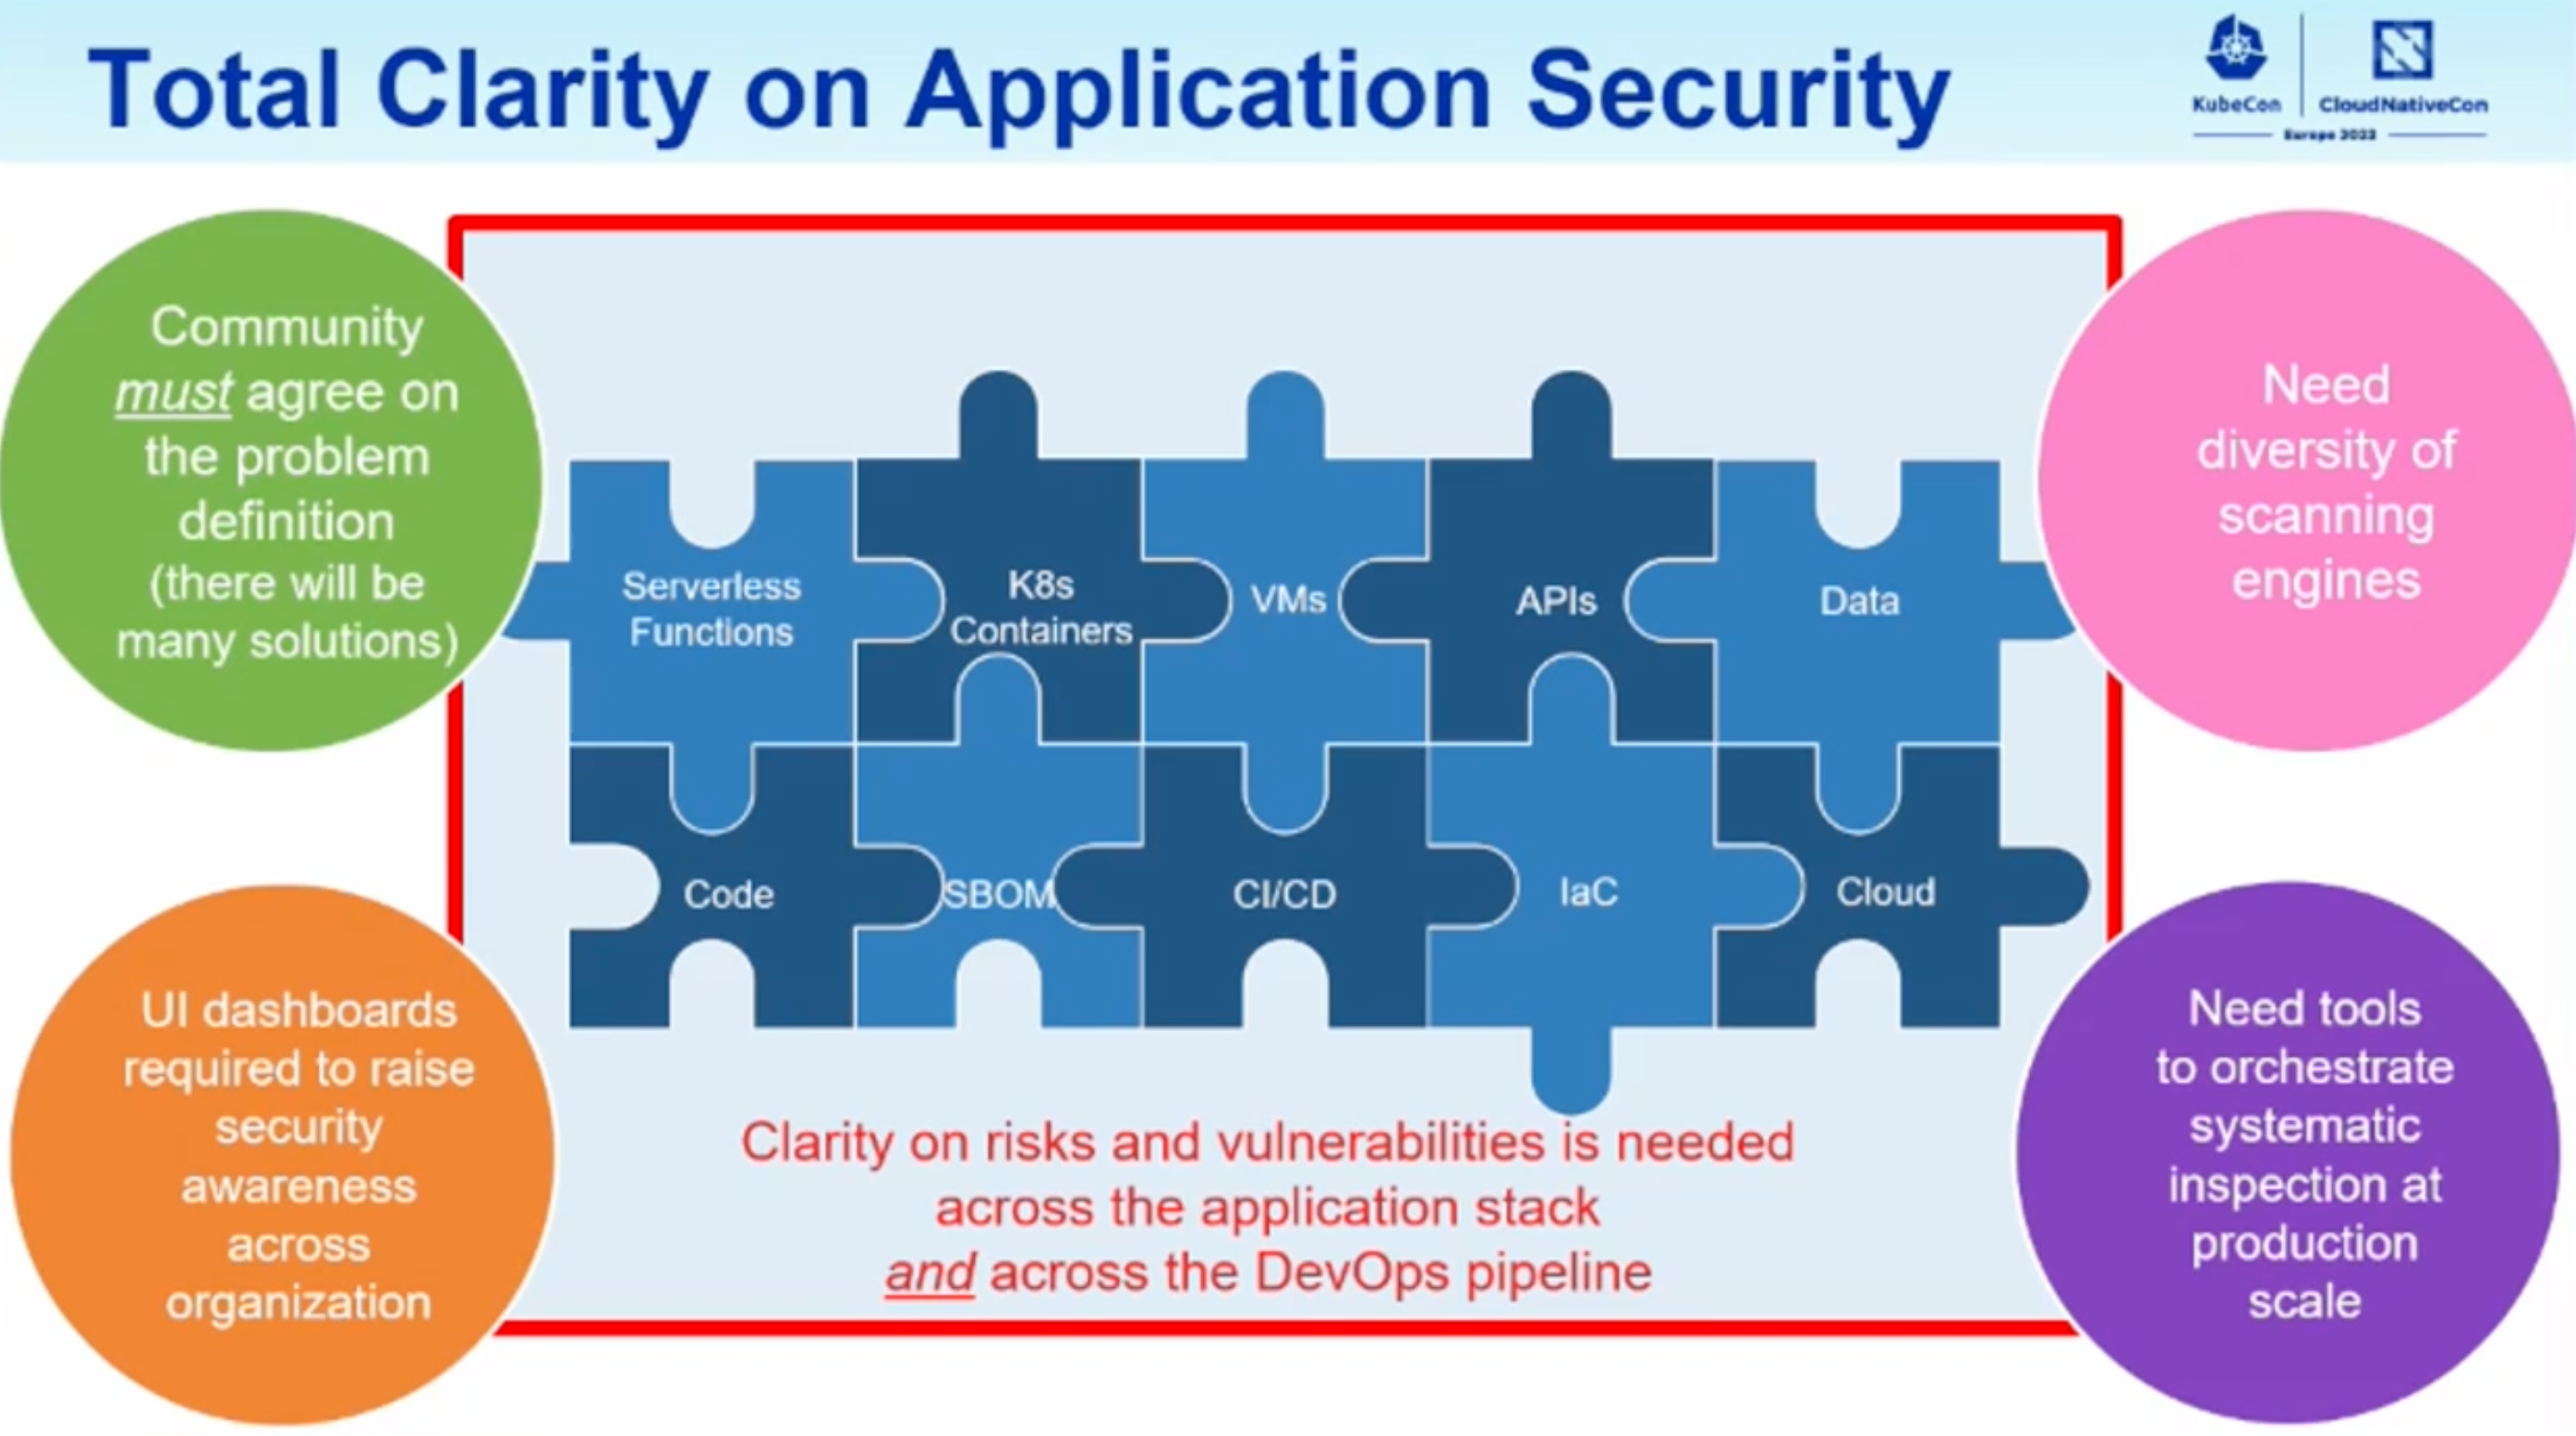 Total Clarity on Application Security
KubeCon
CloudNativeCon
Europe 2022
Community
must agree on
the problem
definition
(there will be
many solutions)
Need
diversity of
scanning
engines
Serverless
Functions
K8s
Containers
VMs
APIs
Data
Code
SBOM
CI/CD
IaC
Cloud
UI dashboards
required to raise
security
awareness
across
organization
Clarity on risks and vulnerabilities is needed
across the application stack
and across the DevOps pipeline
Need tools
to orchestrate
systematic
inspection at
production
scale